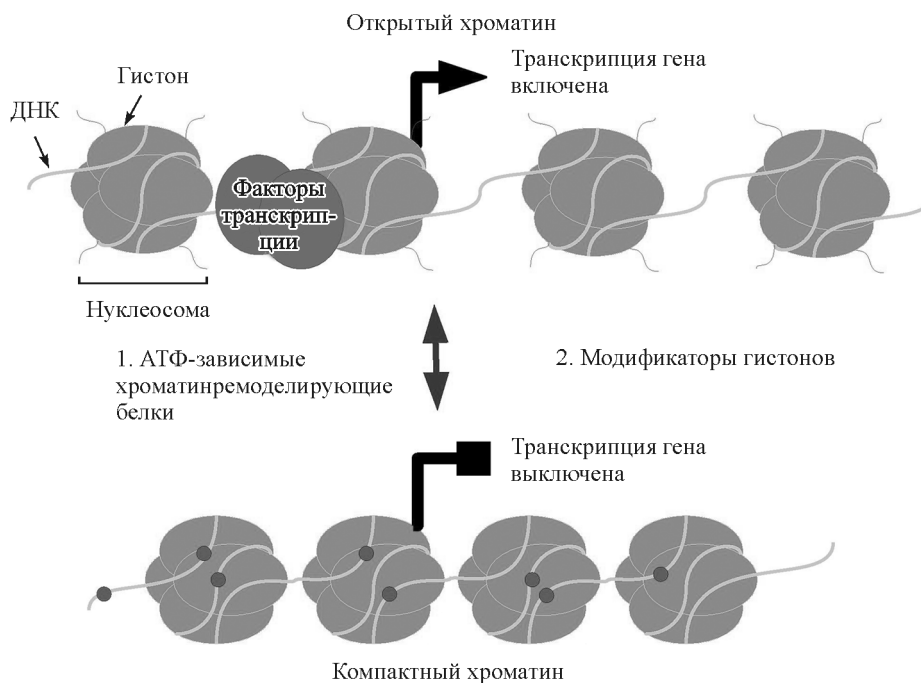 Открытый хроматин
Транскрипция гена
включена
Гистон
ДНК
Факторы
транскрип-
ции
Нуклеосома
1. АТФ-зависимые
хроматинремоделирующие
белки
2. Модификаторы гистонов
Транскрипция гена
выключена
Компактный хроматин